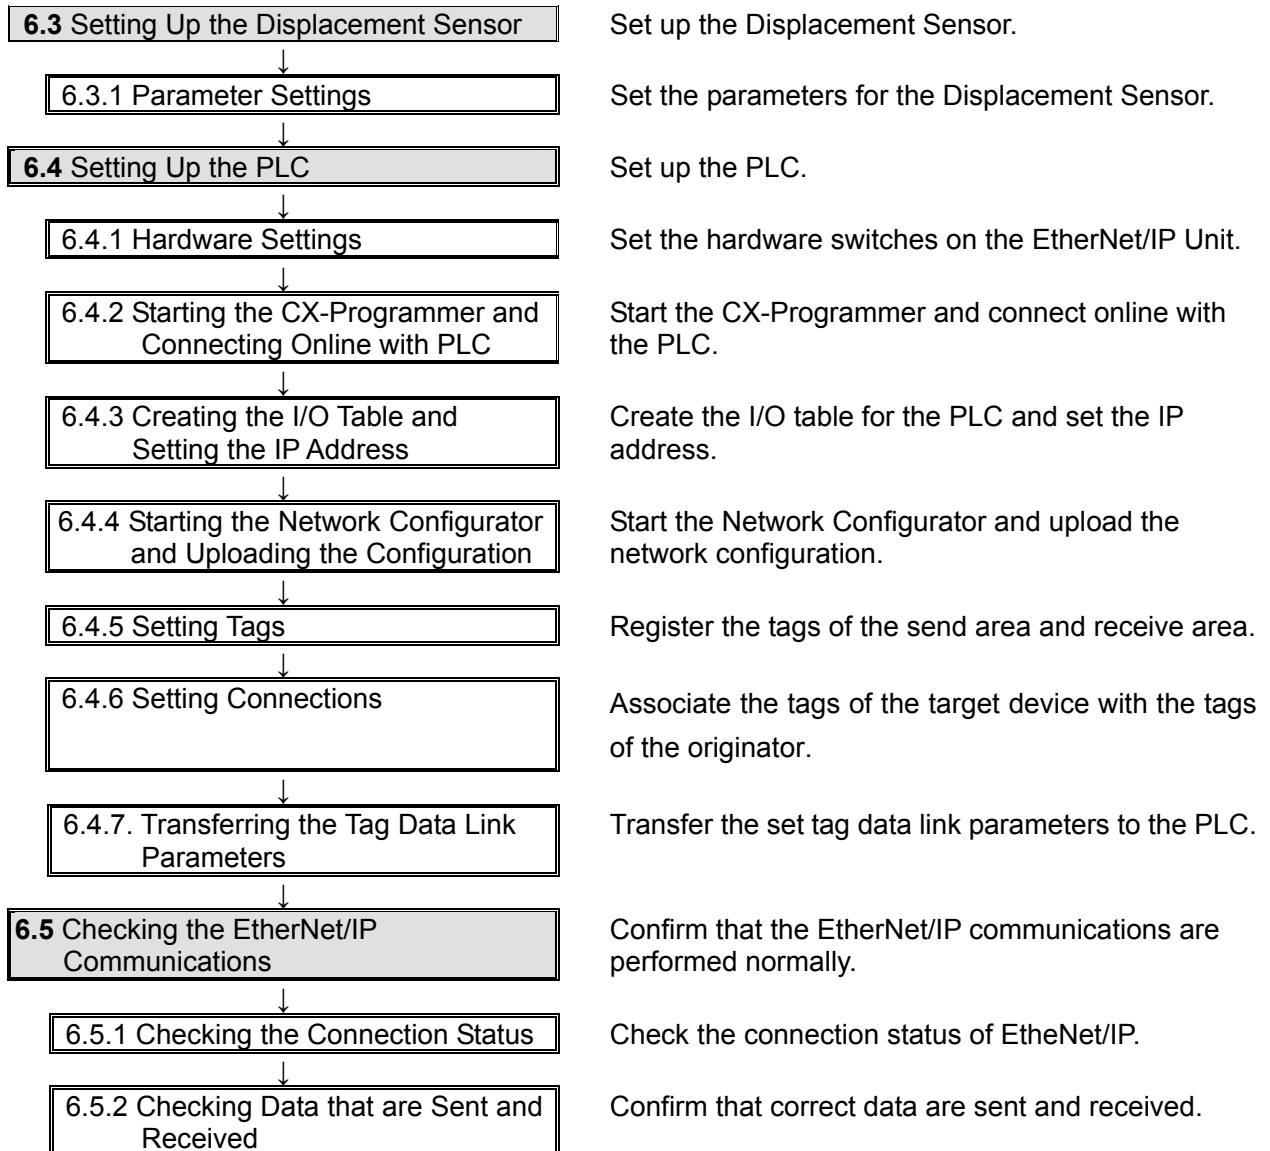 6.3 Setting Up the Displacement Sensor
Set up the Displacement Sensor.
↓
6.3.1 Parameter Settings
Set the parameters for the Displacement Sensor.
↓
6.4 Setting Up the PLC
Set up the PLC.
↓
6.4.1 Hardware Settings
Set the hardware switches on the EtherNet/IP Unit.
↓
6.4.2 Starting the CX-Programmer and
Connecting Online with PLC
Start the CX-Programmer and connect online with
the PLC.
↓
6.4.3 Creating the I/O Table and
Setting the IP Address
Create the I/O table for the PLC and set the IP
address.
↓
6.4.4 Starting the Network Configurator
and Uploading the Configuration
Start the Network Configurator and upload the
network configuration.
↓
6.4.5 Setting Tags
Register the tags of the send area and receive area.
↓
6.4.6 Setting Connections
Associate the tags of the target device with the tags
of the originator.
↓
6.4.7. Transferring the Tag Data Link
Parameters
Transfer the set tag data link parameters to the PLC.
↓
6.5 Checking the EtherNet/IP
Communications
Confirm that the EtherNet/IP communications are
performed normally.
↓
6.5.1 Checking the Connection Status
Check the connection status of EtheNet/IP.
↓
6.5.2 Checking Data that are Sent and
Received
Confirm that correct data are sent and received.